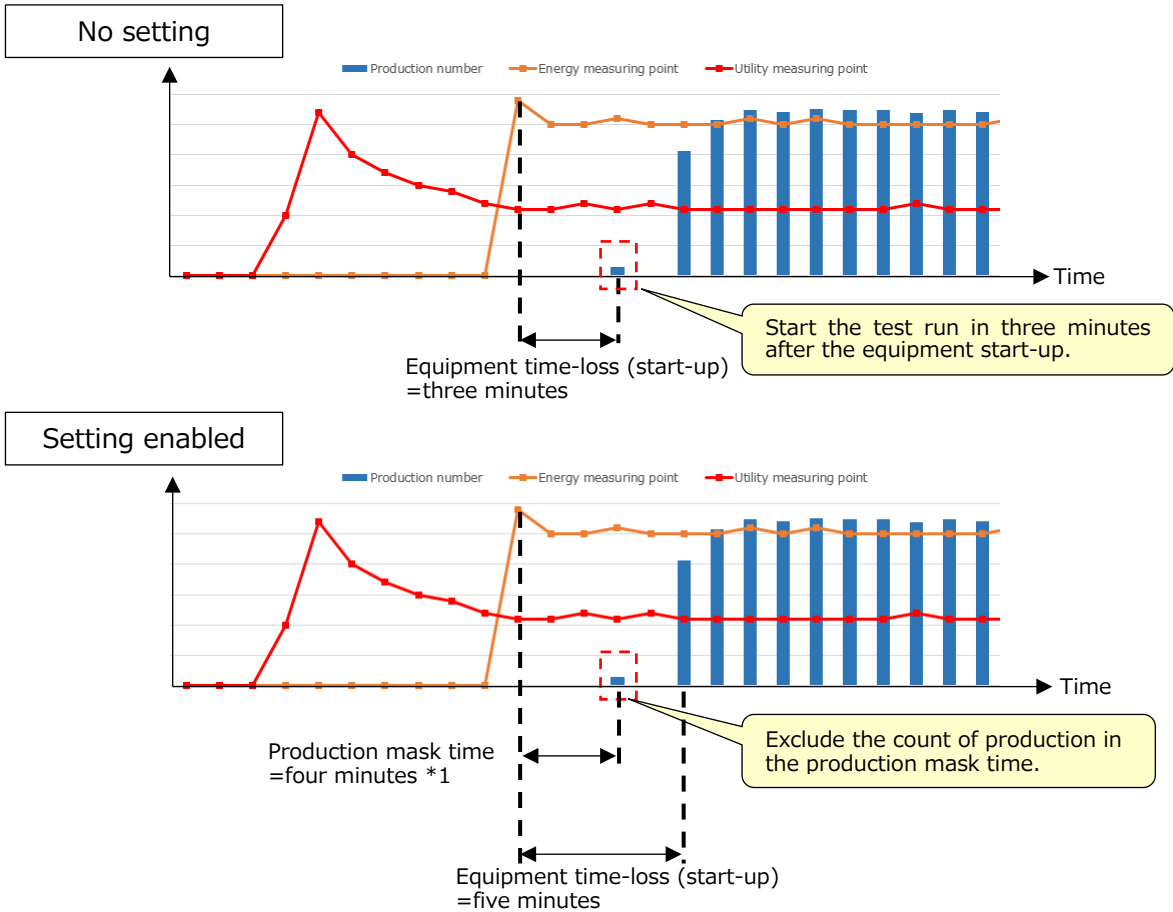 No setting
Production number
Energy measuring point
Utility measuring point
Time
Start the test run in three minutes
after the equipment start-up.
Equipment time-loss (start-up)
=three minutes
Setting enabled
Production number
Energy measuring point
Utility measuring point
Time
Production mask time
=four minutes *1
Exclude the count of production in
the production mask time.
Equipment time-loss (start-up)
=five minutes